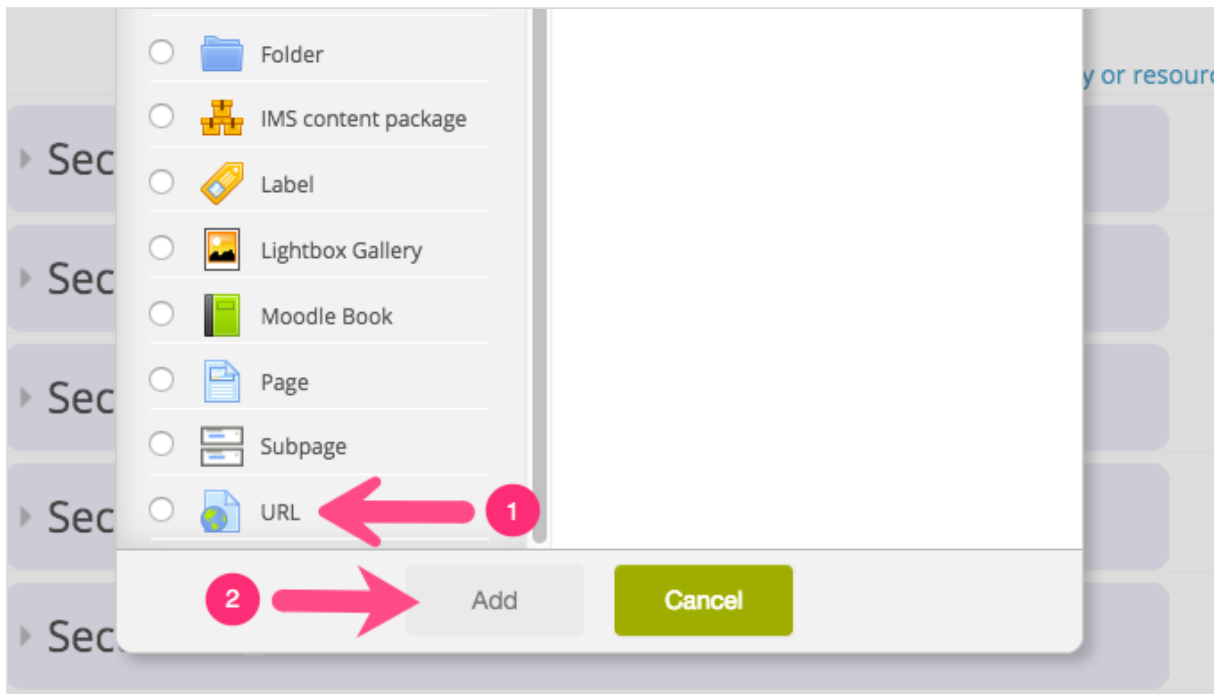 Folder
y or resour
IMS content package
Sec
Label
Lightbox Gallery
Sec
Moodle Book
Page
Sec
Subpage
URL
1
Sec
2
Add
Cancel
Sec